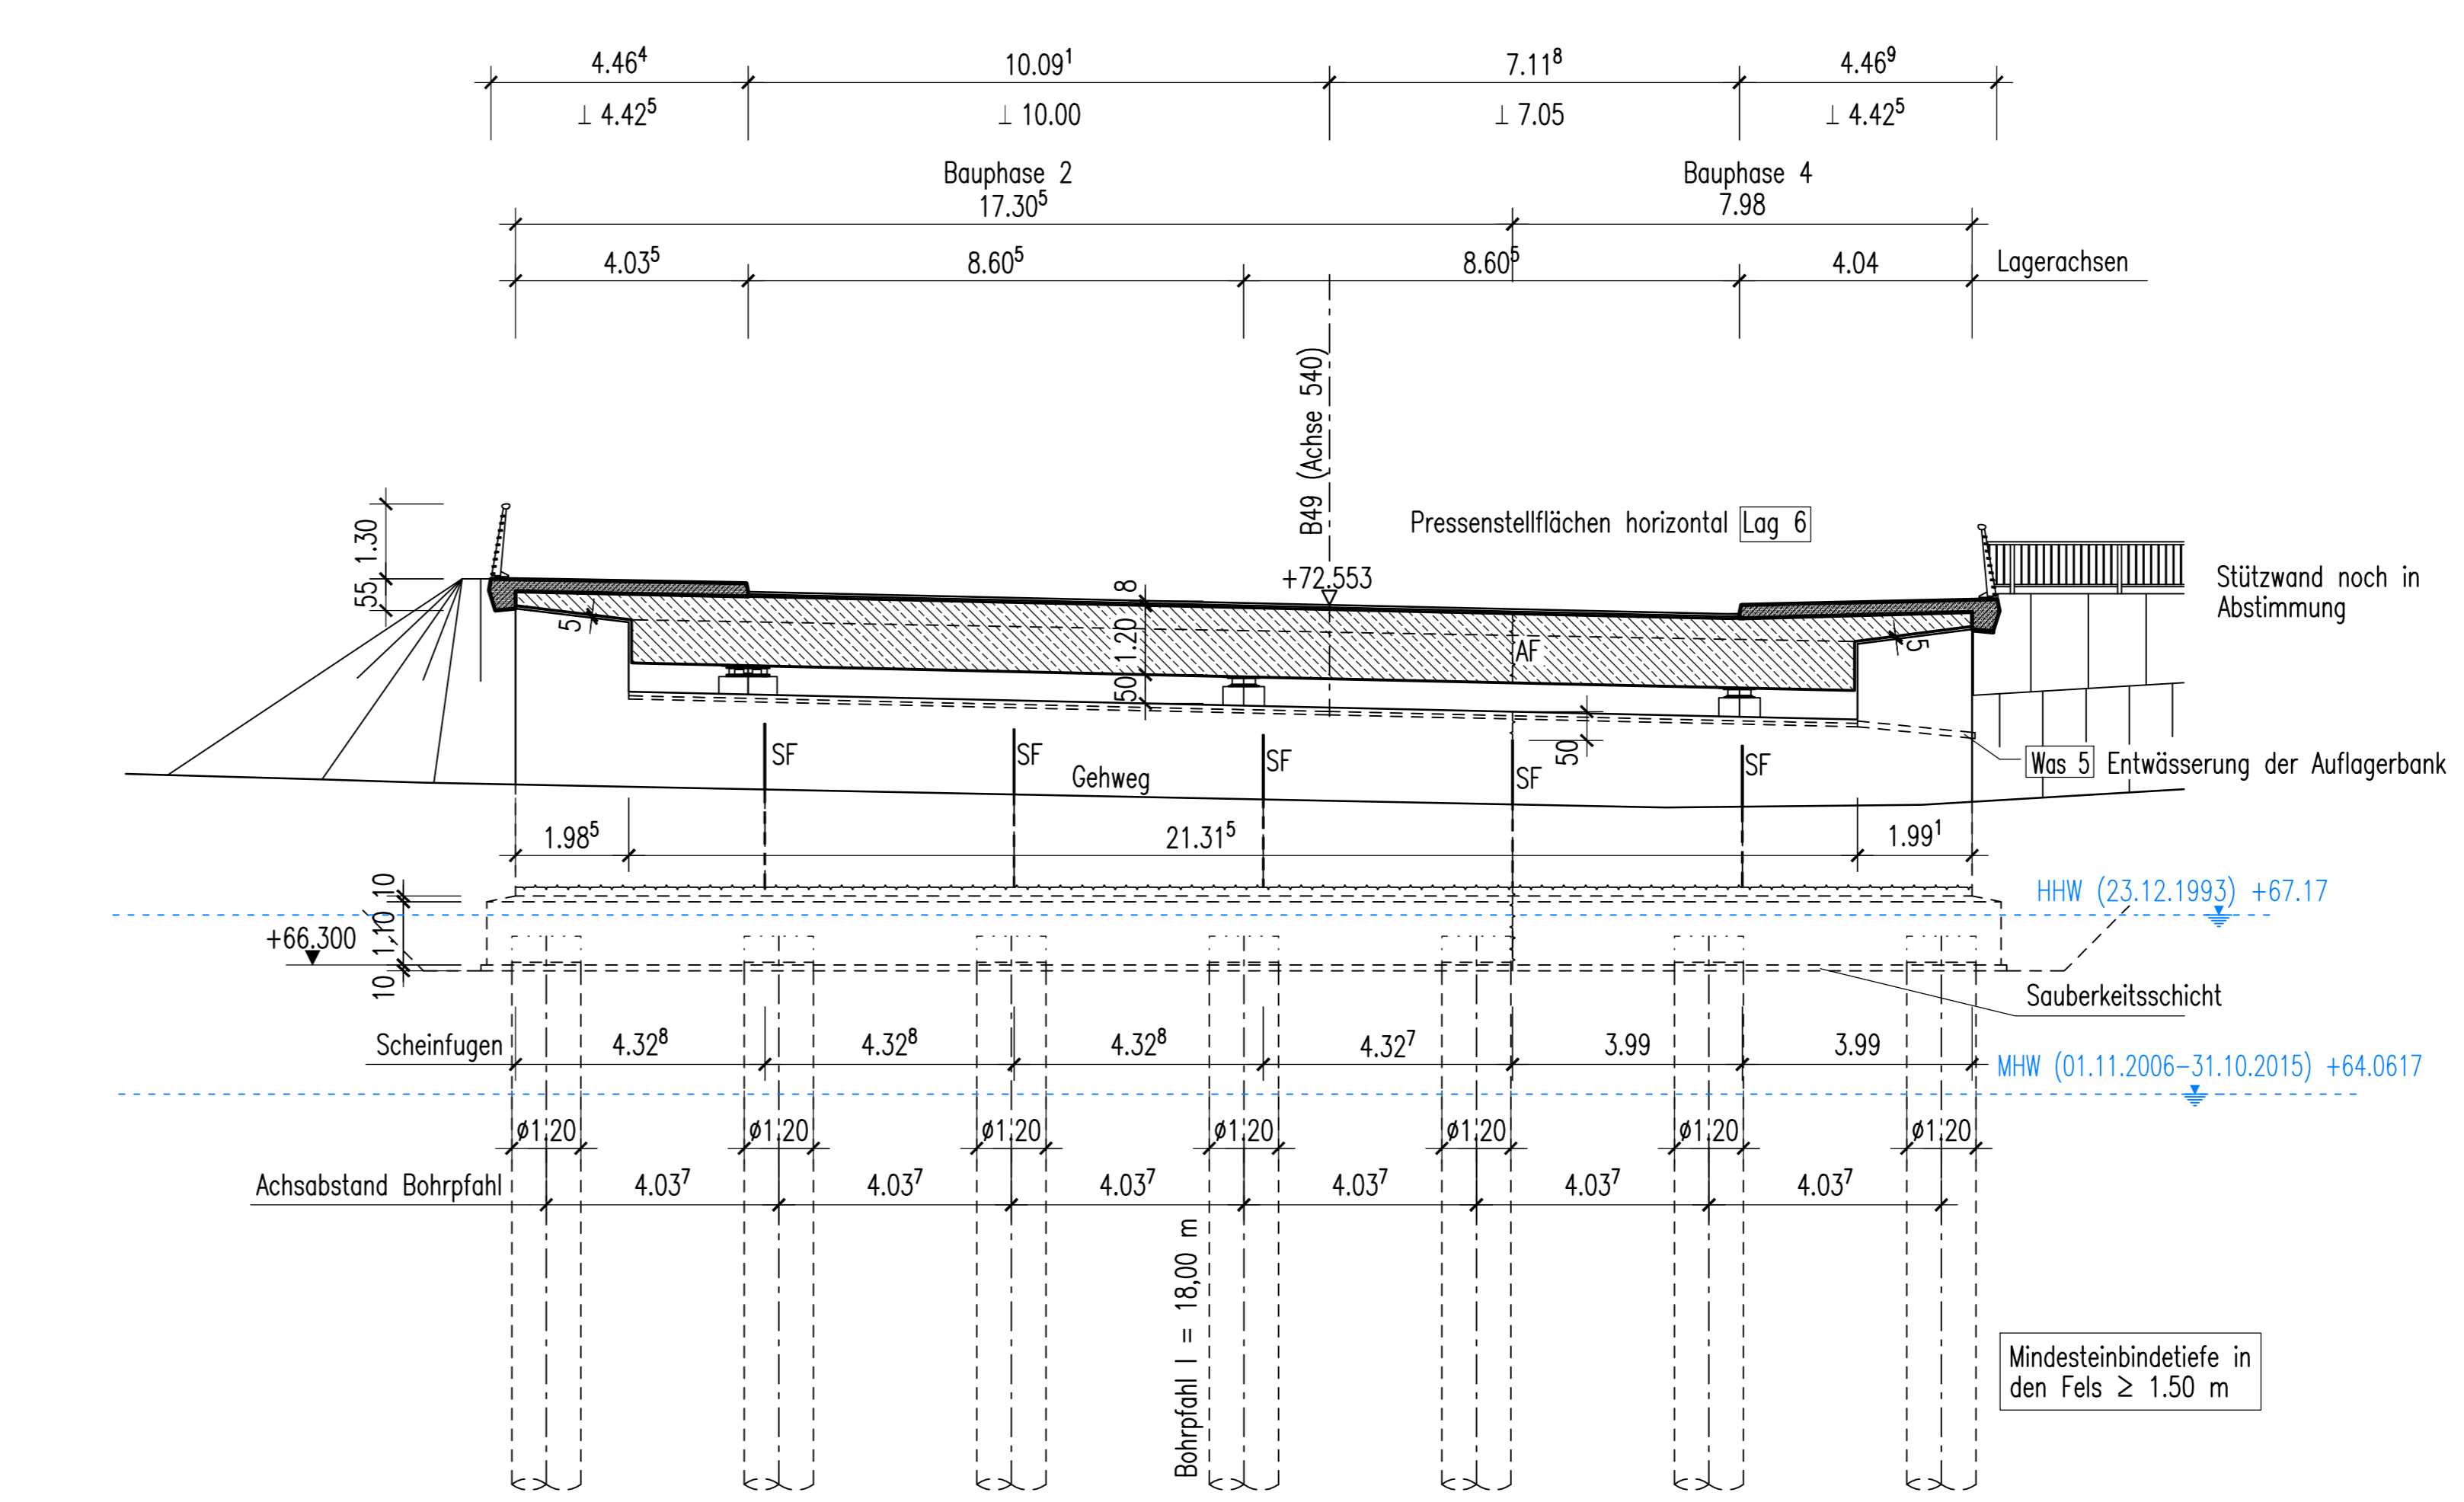 4.46⁴ 10.09¹ 7.11⁸ 4.46⁹
⊥ 4.42⁵ ⊥ 10.00 ⊥ 7.05 ⊥ 4.42⁵
Bauphase 2 Bauphase 4
17.30⁵ 7.98
4.03⁵ 8.60⁵ 8.60⁵ 4.04 Lagerachsen
B49 (Achse 540)
Pressenstellflächen horizontal Lag 6
1.30
55
+72.553
8
1.20
50
5
5
AF
Stützwand noch in
Abstimmung
50
SF SF SF SF SF
Gehweg
Was 5 Entwässerung der Auflagerbank
1.98⁵ 21.31⁵ 1.99¹
10
1.10
10
HHW (23.12.1993) +67.17
+66.300
Sauberkeitsschicht
Scheinfugen 4.32⁸ 4.32⁸ 4.32⁸ 4.32⁷ 3.99 3.99
MHW (01.11.2006-31.10.2015) +64.0617
ø1.20 ø1.20 ø1.20 ø1.20 ø1.20 ø1.20 ø1.20
Achsabstand Bohrpfahl 4.03⁷ 4.03⁷ 4.03⁷ 4.03⁷ 4.03⁷ 4.03⁷
Bohrpfahl l = 18,00 m
Mindesteinbindetiefe in
den Fels ≥ 1.50 m